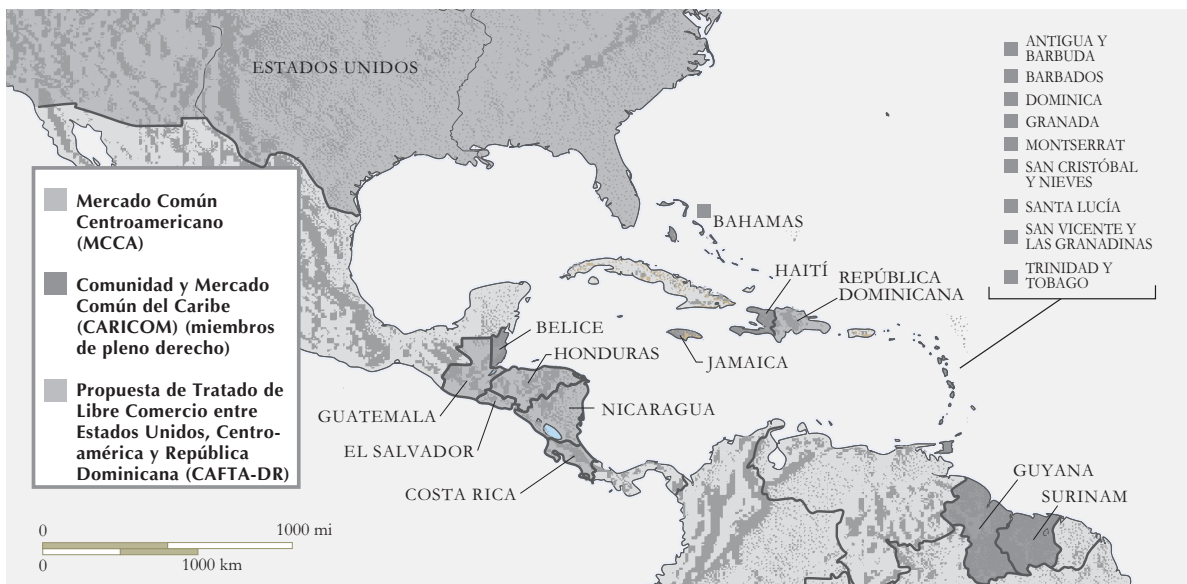 ESTADOS UNIDOS
Mercado Común
Centroamericano
(MCCA)
Comunidad y Mercado
Común del Caribe
(CARICOM) (miembros
de pleno derecho)
Propuesta de Tratado de
Libre Comercio entre
Estados Unidos, Centro-
américa y República
Dominicana (CAFTA-DR)
ANTIGUA Y
BARBUDA
BARBADOS
DOMINICA
GRANADA
MONTSERRAT
SAN CRISTÓBAL
Y NIEVES
SANTA LUCÍA
SAN VICENTE Y
LAS GRANADINAS
TRINIDAD Y
TOBAGO
BAHAMAS
HAITÍ
REPÚBLICA
DOMINICANA
BELICE
HONDURAS
JAMAICA
GUATEMALA
NICARAGUA
EL SALVADOR
COSTA RICA
GUYANA
SURINAM
0 1000 mi
0 1000 km